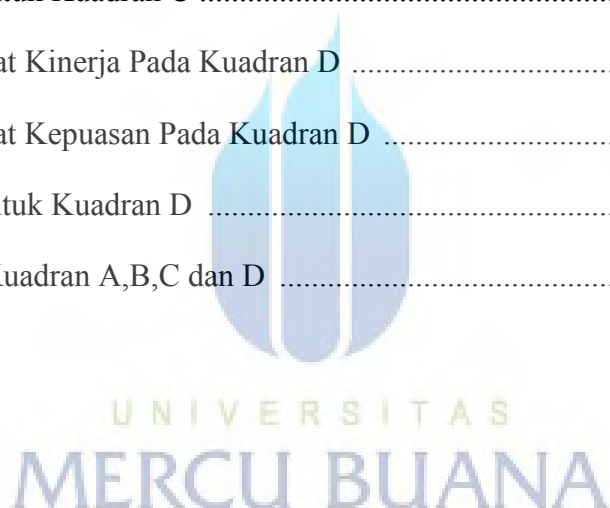 Kuadran C ........................................................
at Kinerja Pada Kuadran D .....................................
at Kepuasan Pada Kuadran D .................................
tuk Kuadran D ..........................................................
Kuadran A,B,C dan D ................................................
UNIVERSITAS
MERCU BUANA